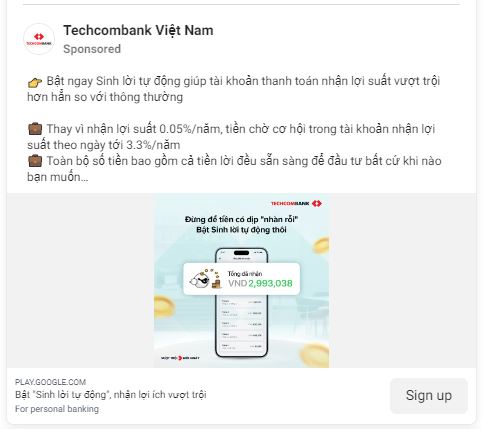 Techcombank Việt Nam
TECHCOMBANK
Sponsored
👉 Bật ngay Sinh lời tự động giúp tài khoản thanh toán nhận lợi suất vượt trội
hơn hẳn so với thông thường
💼 Thay vì nhận lợi suất 0.05%/năm, tiền chờ cơ hội trong tài khoản nhận lợi
suất theo ngày tới 3.3%/năm
💼 Toàn bộ số tiền bao gồm cả tiền lời đều sẵn sàng để đầu tư bất cứ khi nào
bạn muốn...
TECHCOMBANK
Đừng để tiền có dịp "nhàn rỗi"
Bật Sinh lời tự động thôi
Tổng đã nhận
VND 2,993,038
VƯỢT TRỘI MỖI NGÀY
PLAY.GOOGLE.COM
Bật "Sinh lời tự động", nhận lợi ích vượt trội
For personal banking
Sign up